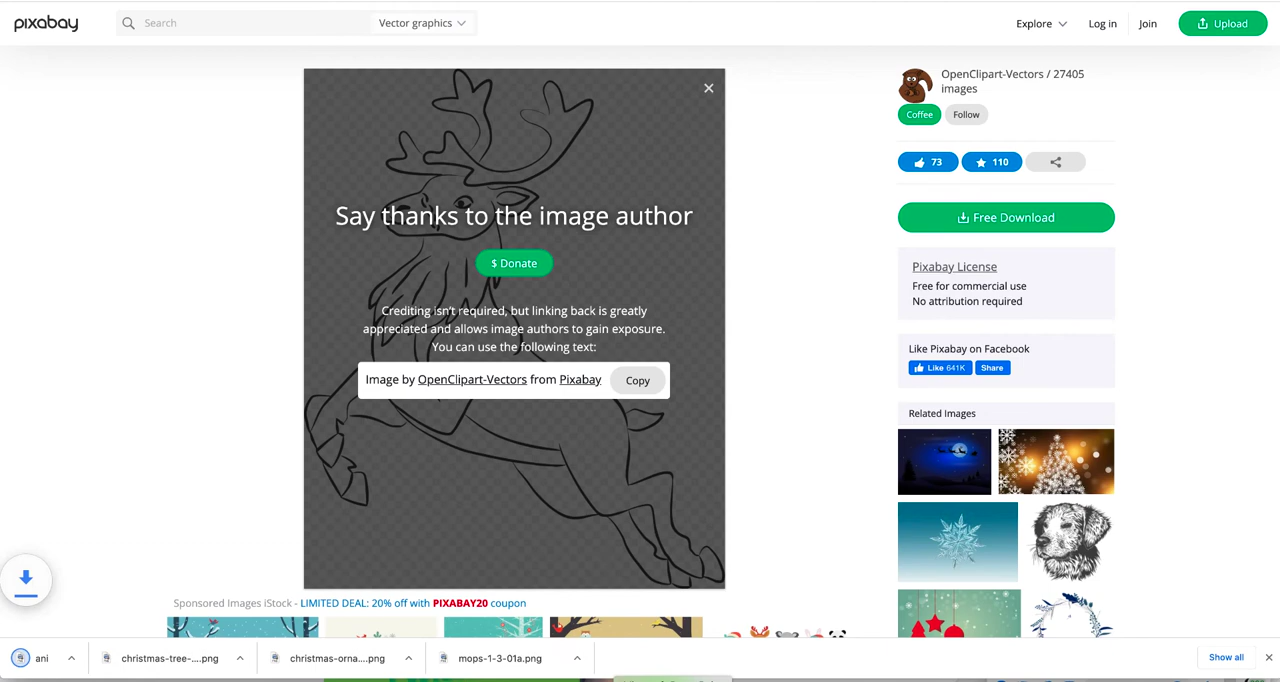 pixabay
Search
Vector graphics
Explore
Log in
Join
Upload
OpenClipart-Vectors / 27405
images
Coffee
Follow
73
110
Say thanks to the image author
$ Donate
Free Download
Pixabay License
Free for commercial use
No attribution required
Crediting isn't required, but linking back is greatly
appreciated and allows image authors to gain exposure.
You can use the following text:
Image by OpenClipart-Vectors from Pixabay
Copy
Like Pixabay on Facebook
Like 641K
Share
Related Images
Sponsored Images iStock - LIMITED DEAL: 20% off with PIXABAY20 coupon
ani
christmas-tree-....png
christmas-orna....png
mops-1-3-01a.png
Show all